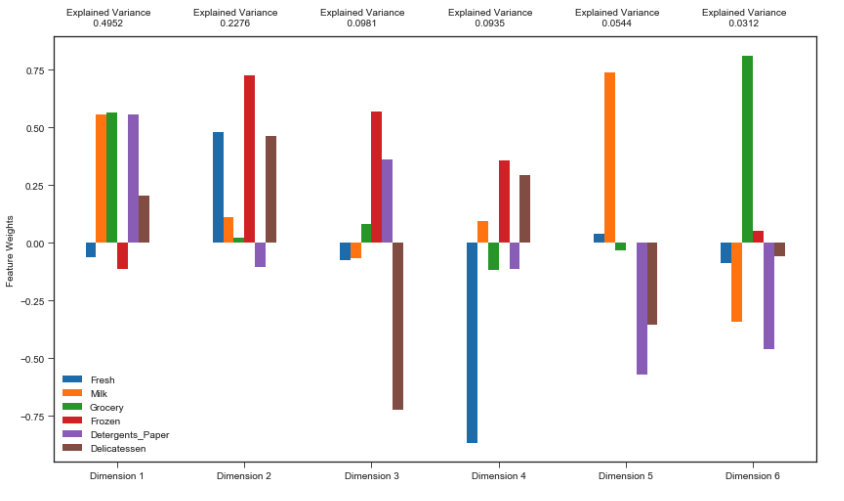 Explained Variance Explained Variance Explained Variance Explained Variance Explained Variance Explained Variance
0.4952 0.2276 0.0981 0.0935 0.0544 0.0312
0.75
0.50
0.25
0.00
−0.25
−0.50
−0.75
Feature Weights
Fresh
Milk
Grocery
Frozen
Detergents_Paper
Delicatessen
Dimension 1 Dimension 2 Dimension 3 Dimension 4 Dimension 5 Dimension 6